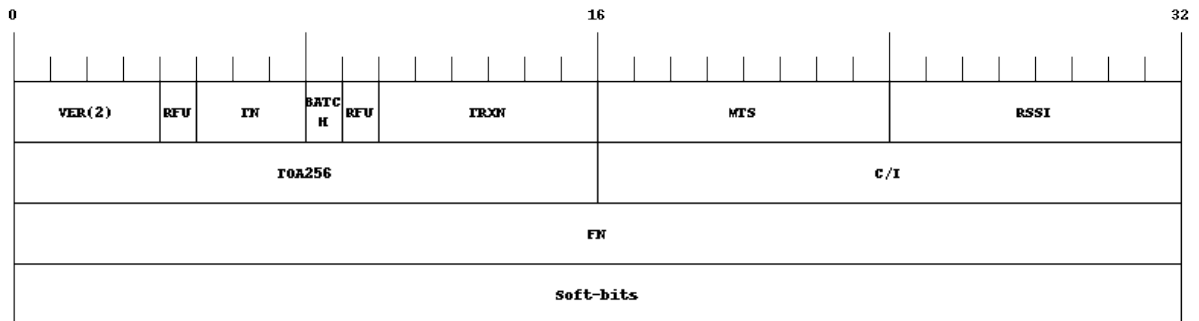 0 16 32
VER(2) RFU TN BATC H RFU TRXN MTS RSSI
TOA256 C/I
FN
Soft-bits